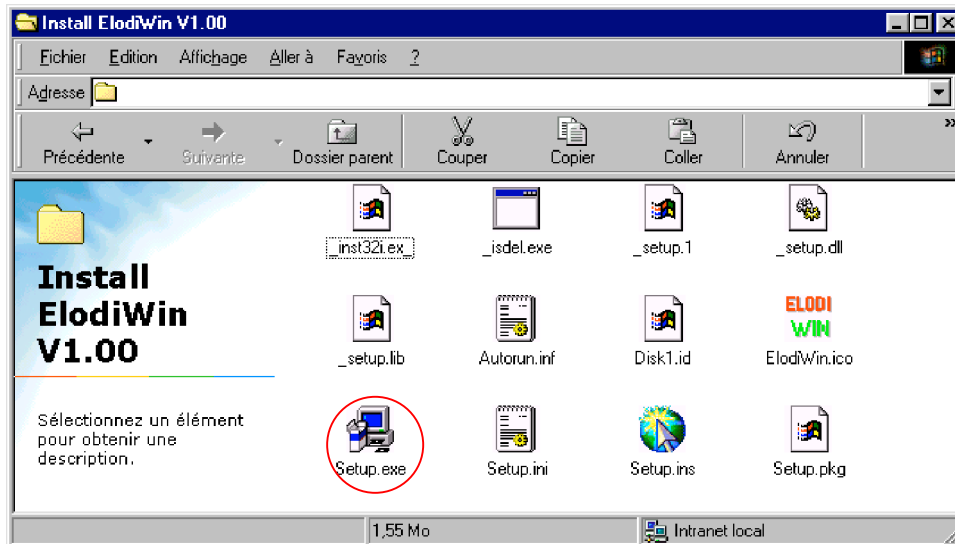 Install ElodiWin V1.00
Fichier Edition Affichage Aller à Favoris ?
Adresse
Précédente Suivante Dossier parent Couper Copier Coller Annuler »
Install
ElodiWin
V1.00
Sélectionnez un élément
pour obtenir une
description.
_inst32i.ex_ _isdel.exe _setup.1 _setup.dll
ELODI
WIN
_setup.lib Autorun.inf Disk1.id ElodiWin.ico
Setup.exe Setup.ini Setup.ins Setup.pkg
1,55 Mo Intranet local